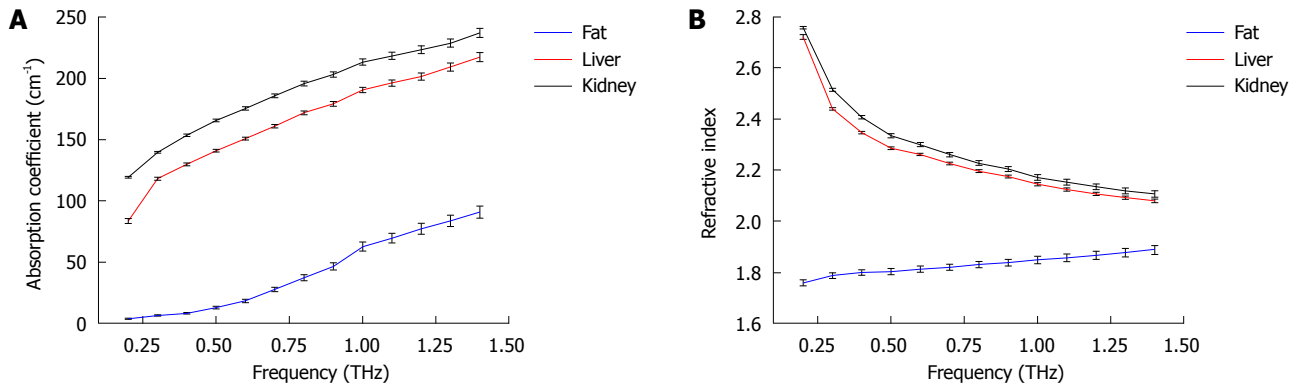 A
Absorption coefficient (cm⁻¹)
250
200
150
100
50
0
0.25 0.50 0.75 1.00 1.25 1.50
Frequency (THz)
Fat
Liver
Kidney
B
Refractive index
2.8
2.6
2.4
2.2
2.0
1.8
1.6
0.25 0.50 0.75 1.00 1.25 1.50
Frequency (THz)
Fat
Liver
Kidney